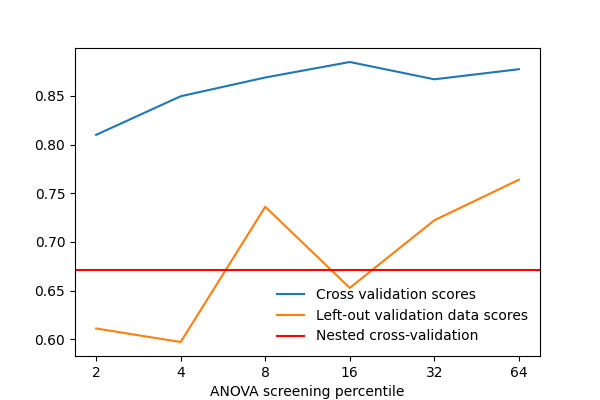 0.85
0.80
0.75
0.70
0.65
0.60
Cross validation scores
Left-out validation data scores
Nested cross-validation
2 4 8 16 32 64
ANOVA screening percentile